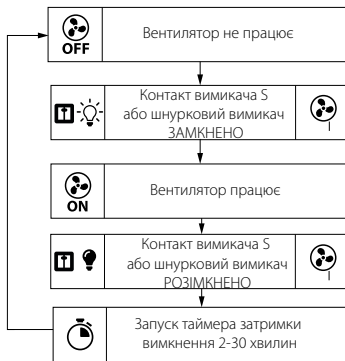 OFF
Вентилятор не працює
Контакт вимикача S
або шнурковий вимикач
ЗАМКНЕНО
ON
Вентилятор працює
Контакт вимикача S
або шнурковий вимикач
РОЗІМКНЕНО
Запуск таймера затримки
вимкнення 2-30 хвилин